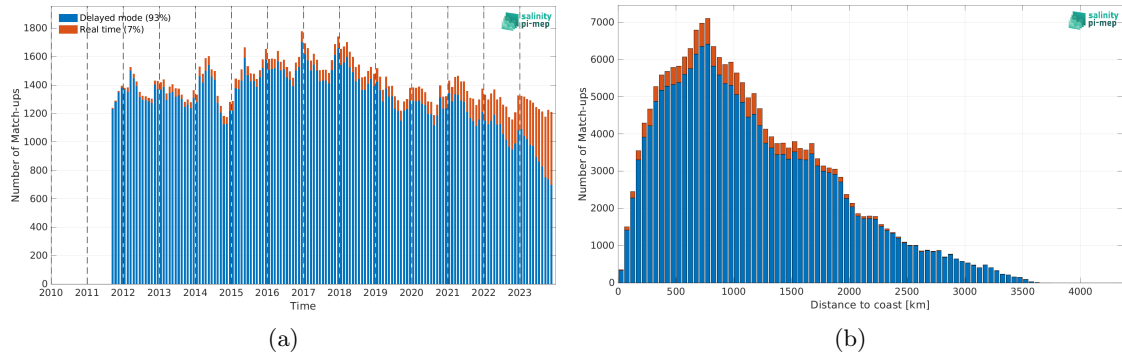 Delayed mode (93%)
Real time (7%)
salinity
pi-mep
1800
1600
1400
1200
1000
800
600
400
200
0
Number of Match-ups
2010 2011 2012 2013 2014 2015 2016 2017 2018 2019 2020 2021 2022 2023
Time
(a)
salinity
pi-mep
7000
6000
5000
4000
3000
2000
1000
0
Number of Match-ups
0 500 1000 1500 2000 2500 3000 3500 4000
Distance to coast [km]
(b)